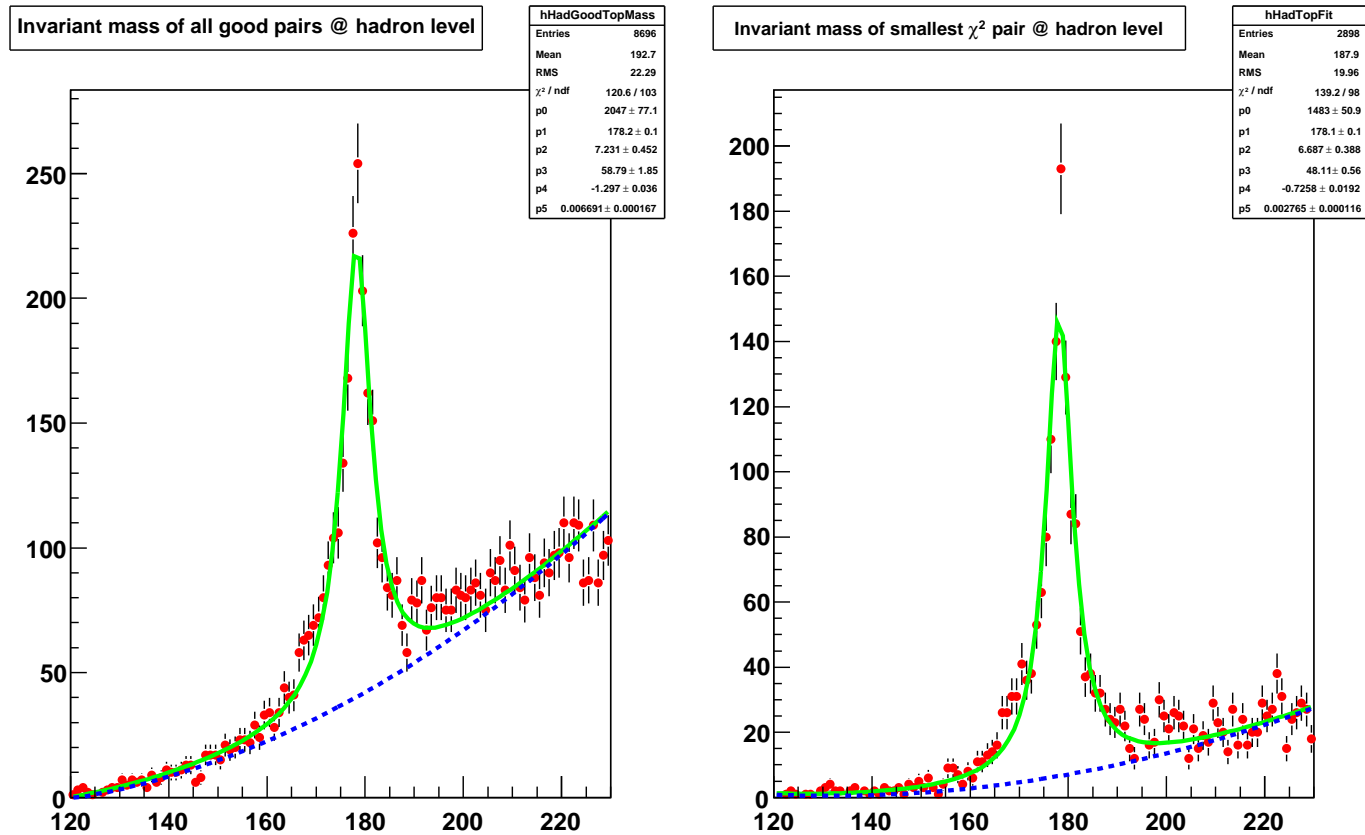 Invariant mass of all good pairs @ hadron level
hHadGoodTopMass
Entries 8696
Mean 192.7
RMS 22.29
χ² / ndf 120.6 / 103
p0 2047 ± 77.1
p1 178.2 ± 0.1
p2 7.231 ± 0.452
p3 58.79 ± 1.85
p4 -1.297 ± 0.036
p5 0.006691 ± 0.000167
250
200
150
100
50
0
120 140 160 180 200 220
Invariant mass of smallest χ² pair @ hadron level
hHadTopFit
Entries 2898
Mean 187.9
RMS 19.96
χ² / ndf 139.2 / 98
p0 1483 ± 50.9
p1 178.1 ± 0.1
p2 6.687 ± 0.388
p3 48.11 ± 0.56
p4 -0.7258 ± 0.0192
p5 0.002765 ± 0.000116
200
180
160
140
120
100
80
60
40
20
0
120 140 160 180 200 220